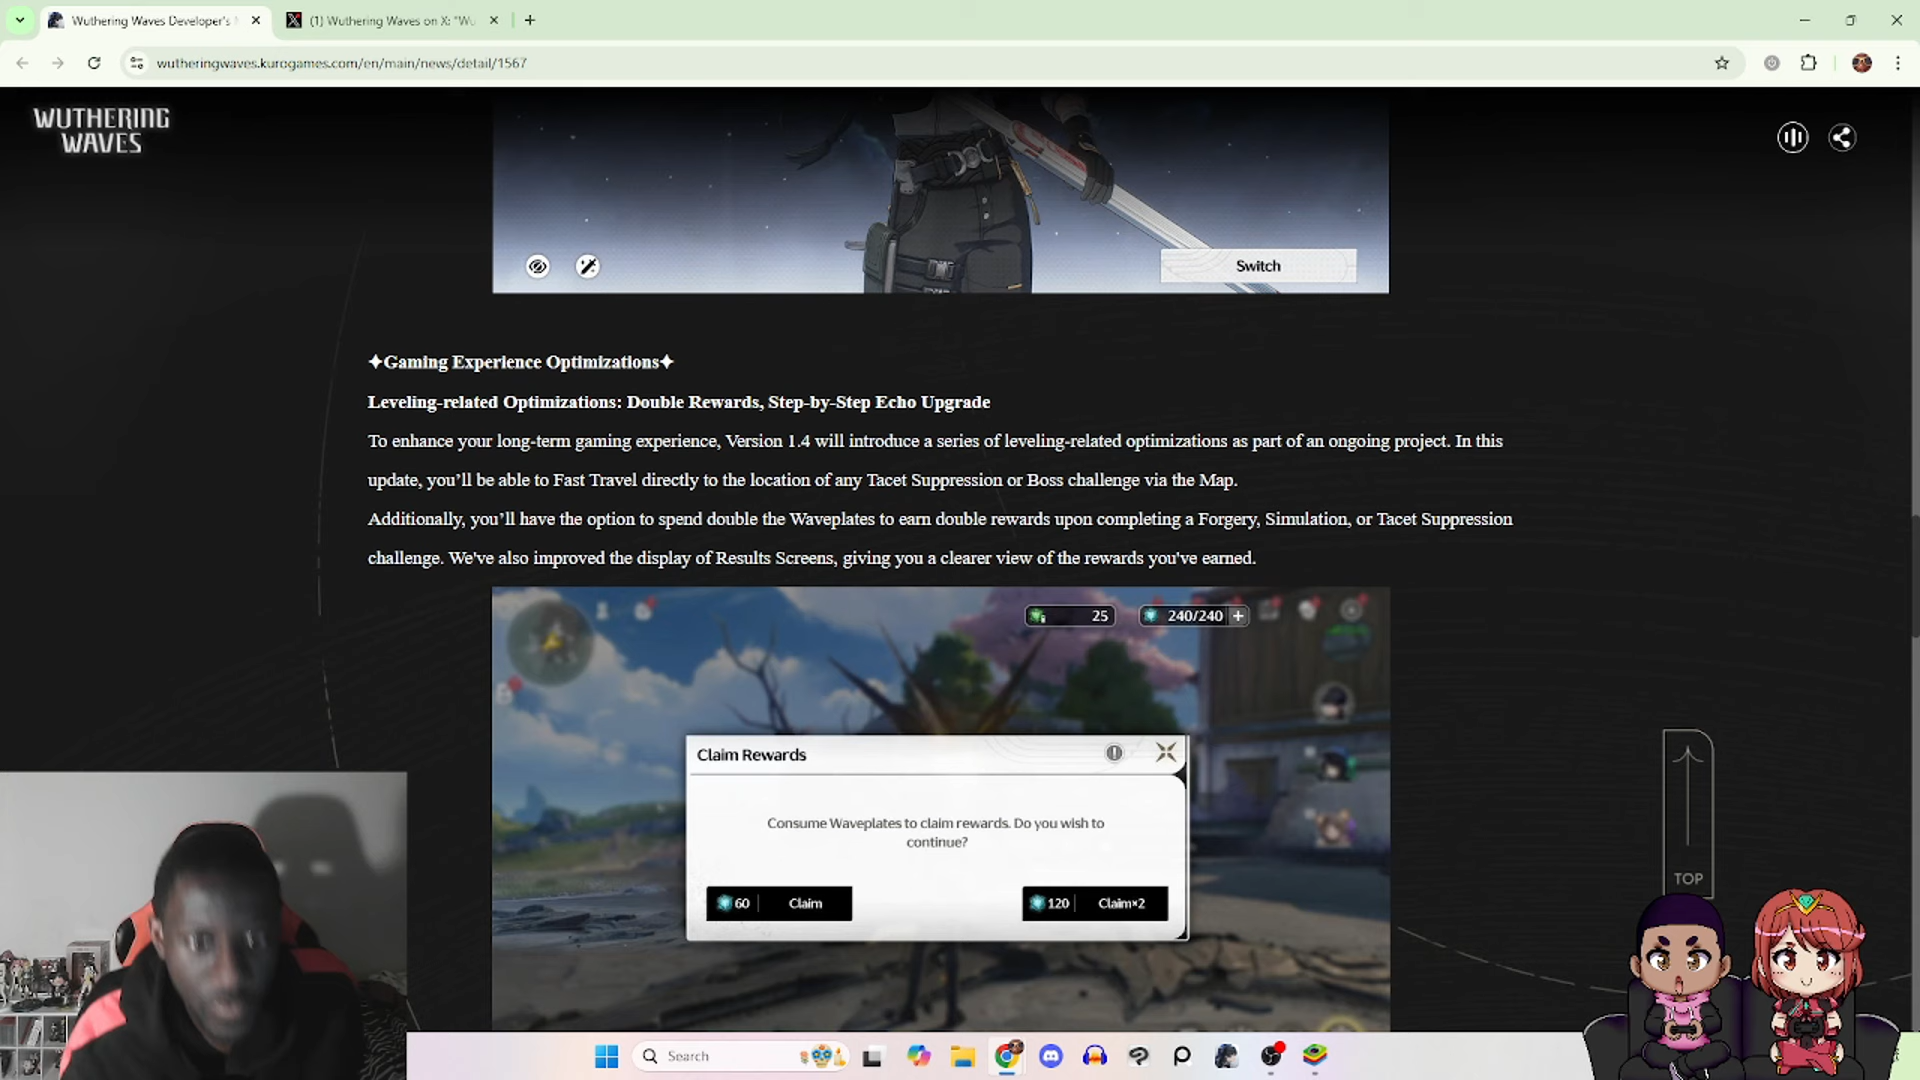 Wuthering Waves Developer's
(1) Wuthering Waves on X: "Wu
wutheringwaves.kurogames.com/en/main/news/detail/1567
WUTHERING
WAVES
Switch
✦Gaming Experience Optimizations✦
Leveling-related Optimizations: Double Rewards, Step-by-Step Echo Upgrade
To enhance your long-term gaming experience, Version 1.4 will introduce a series of leveling-related optimizations as part of an ongoing project. In this
update, you’ll be able to Fast Travel directly to the location of any Tacet Suppression or Boss challenge via the Map.
Additionally, you’ll have the option to spend double the Waveplates to earn double rewards upon completing a Forgery, Simulation, or Tacet Suppression
challenge. We've also improved the display of Results Screens, giving you a clearer view of the rewards you've earned.
25
240/240 +
Claim Rewards
Consume Waveplates to claim rewards. Do you wish to
continue?
60 Claim
120 Claim×2
TOP
Search